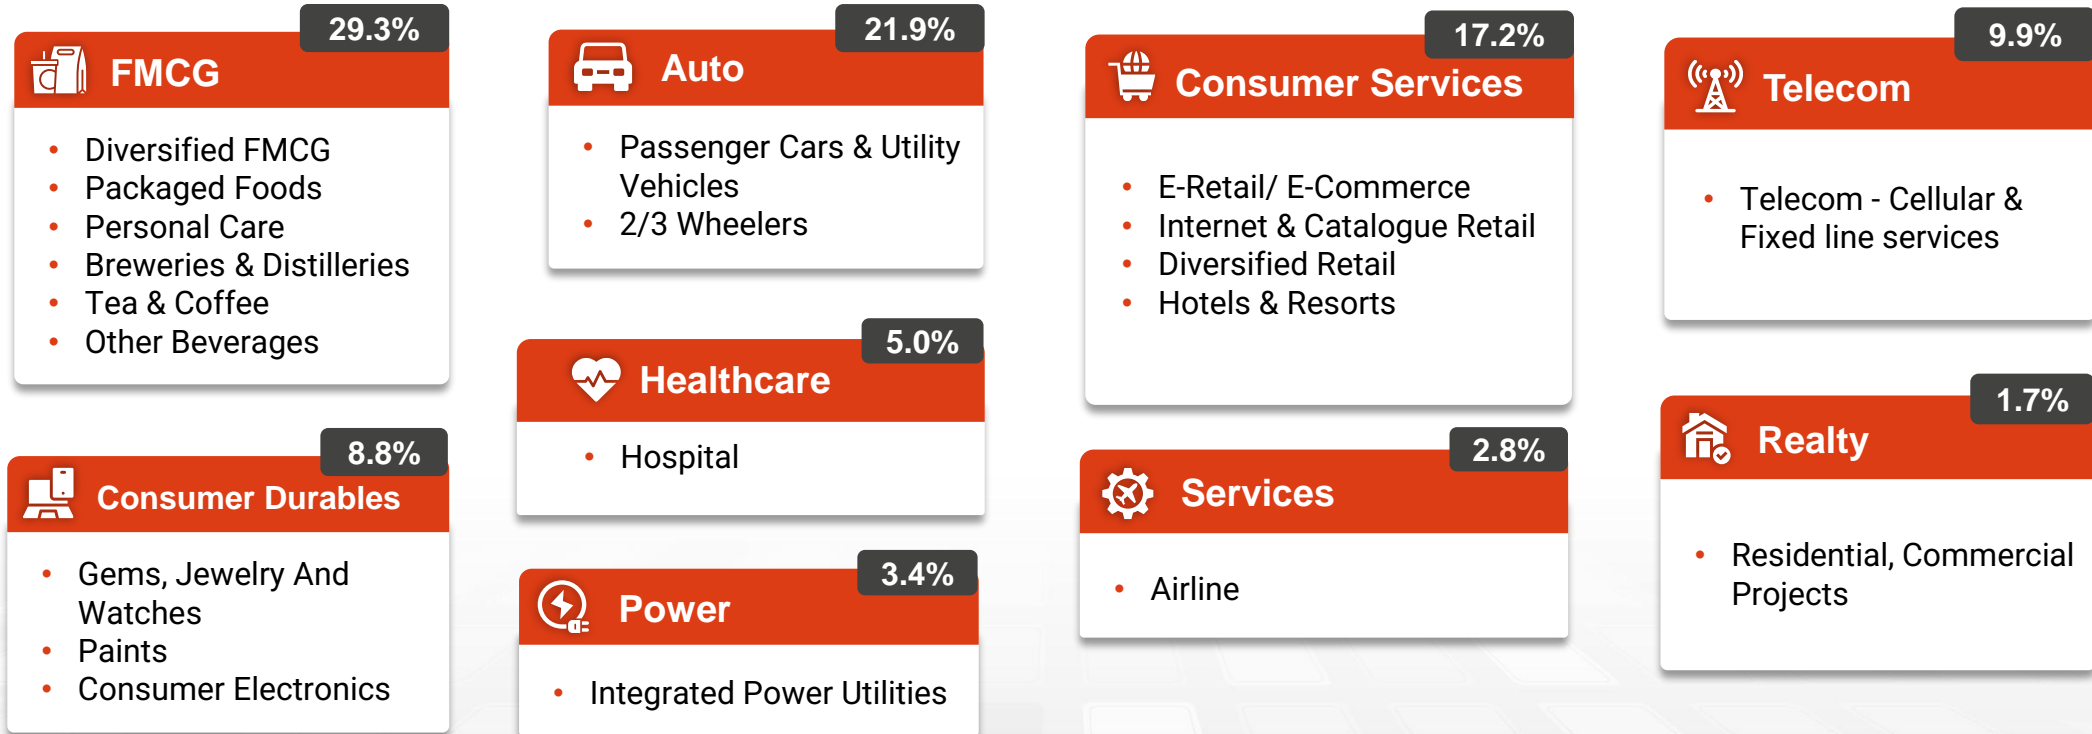 29.3%
FMCG
Diversified FMCG
Packaged Foods
Personal Care
Breweries & Distilleries
Tea & Coffee
Other Beverages
8.8%
Consumer Durables
Gems, Jewelry And
Watches
Paints
Consumer Electronics
21.9%
Auto
Passenger Cars & Utility
Vehicles
2/3 Wheelers
5.0%
Healthcare
Hospital
3.4%
Power
Integrated Power Utilities
17.2%
Consumer Services
E-Retail/ E-Commerce
Internet & Catalogue Retail
Diversified Retail
Hotels & Resorts
2.8%
Services
Airline
9.9%
Telecom
Telecom - Cellular &
Fixed line services
1.7%
Realty
Residential, Commercial
Projects